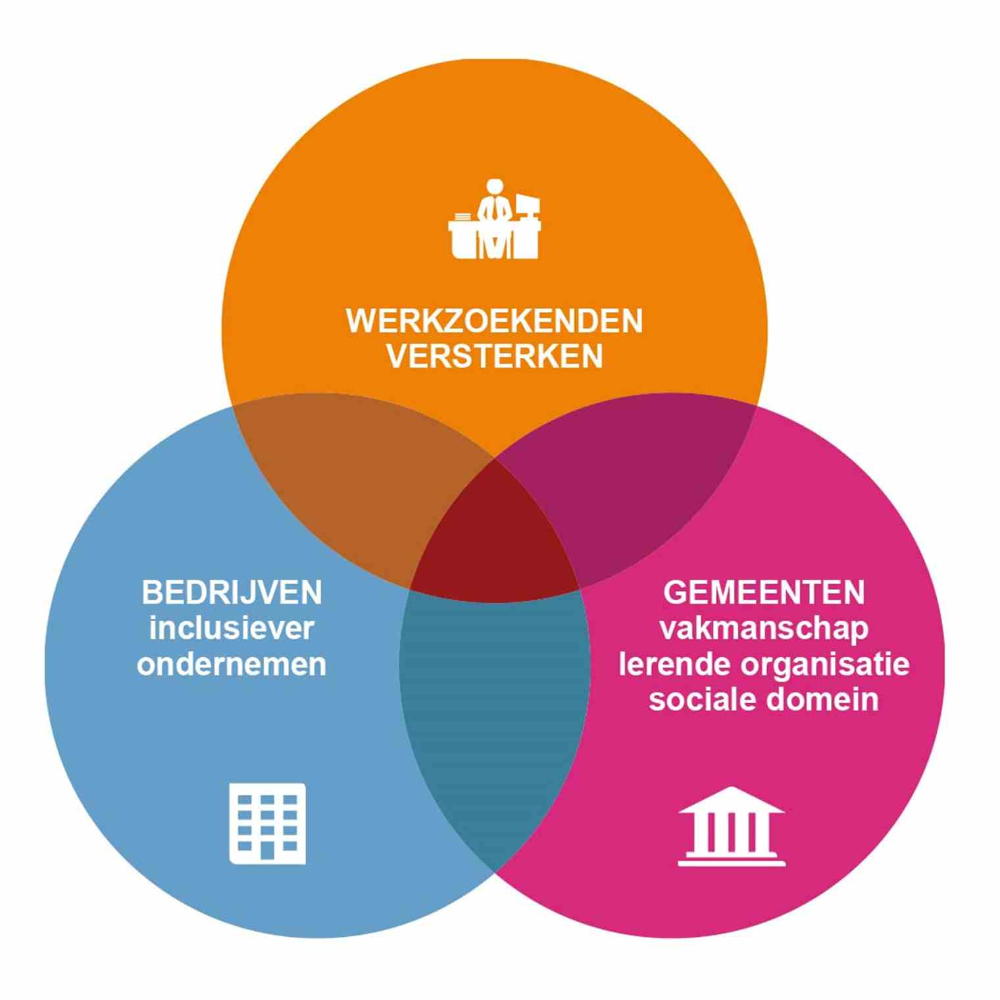 WERKZOEKENDEN
VERSTERKEN
BEDRIJVEN
inclusiever
ondernemen
GEMEENTEN
vakmanschap
lerende organisatie
sociale domein